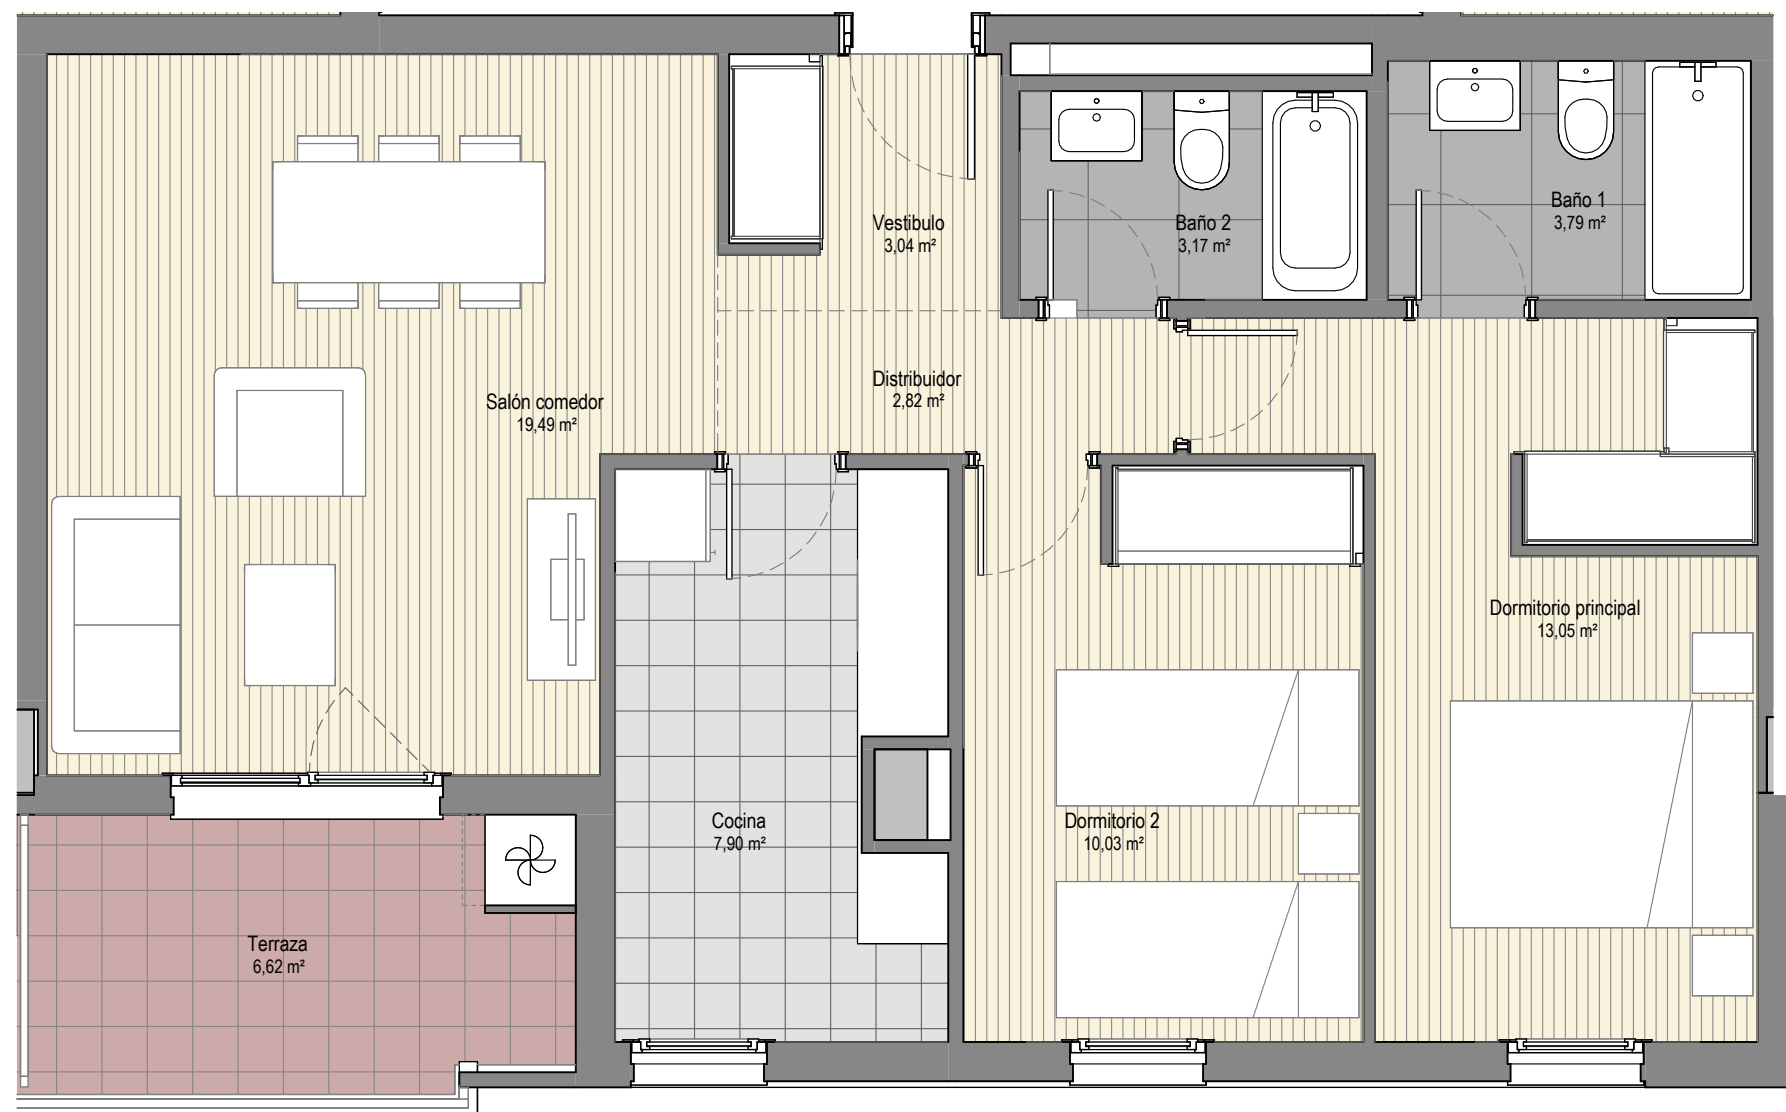 Vestibulo
3,04 m²
Baño 2
3,17 m²
Baño 1
3,79 m²
Salón comedor
19,49 m²
Distribuidor
2,82 m²
Dormitorio principal
13,05 m²
Cocina
7,90 m²
Dormitorio 2
10,03 m²
Terraza
6,62 m²